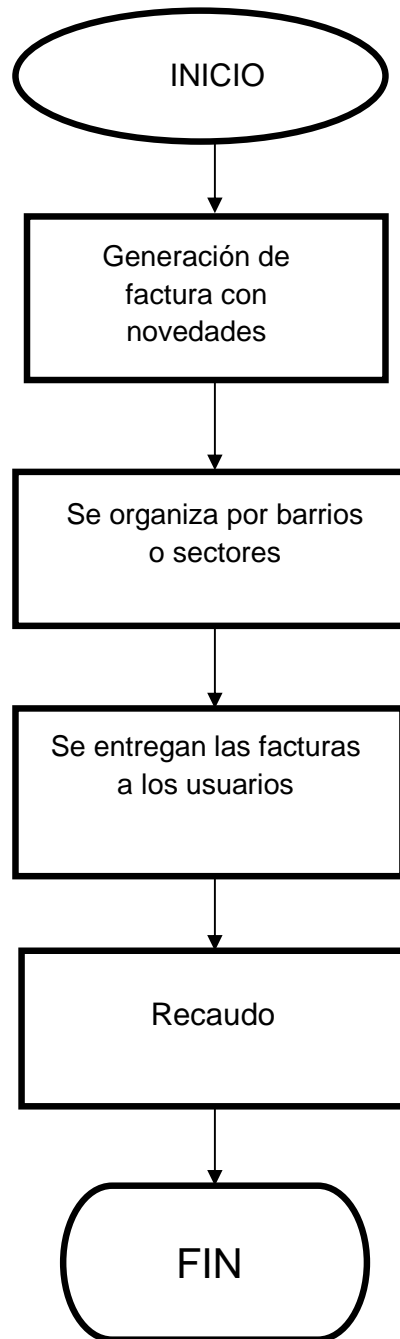 INICIO
Generación de
factura con
novedades
Se organiza por barrios
o sectores
Se entregan las facturas
a los usuarios
Recaudo
FIN